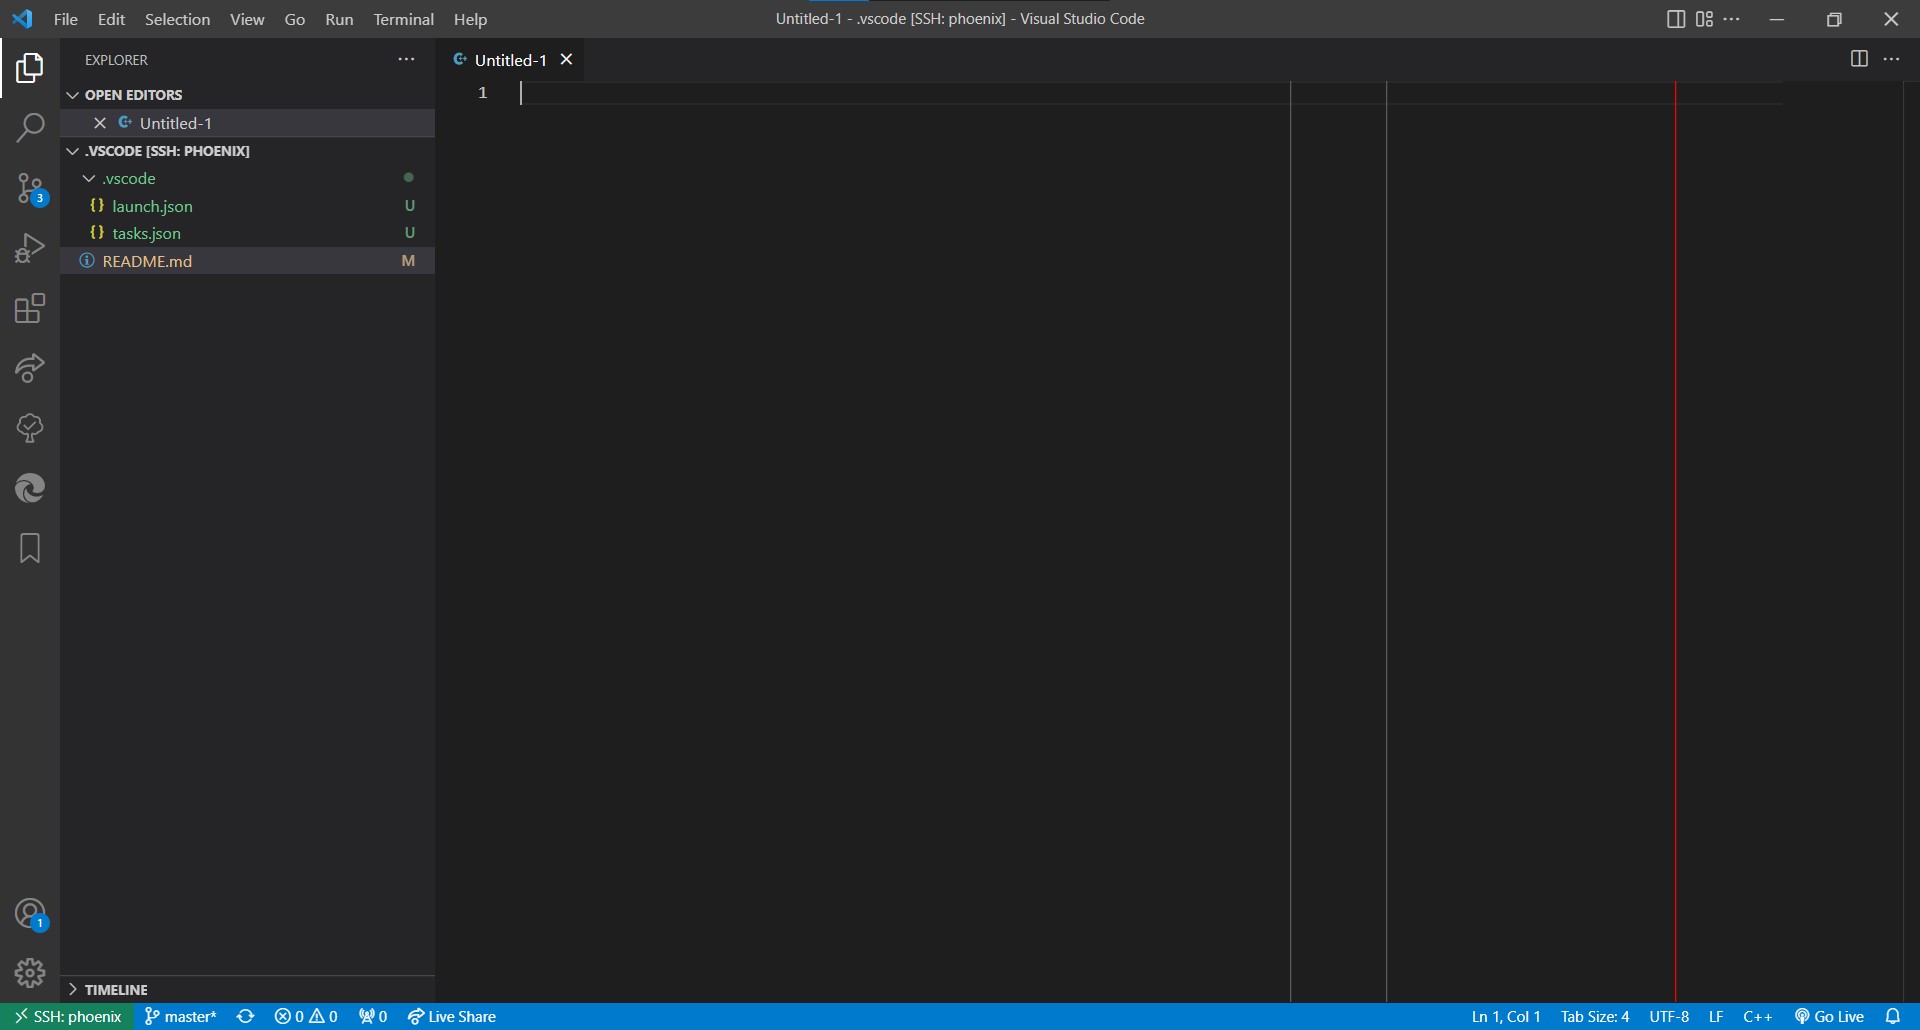 File Edit Selection View Go Run Terminal Help
Untitled-1 - .vscode [SSH: phoenix] - Visual Studio Code
EXPLORER
OPEN EDITORS
Untitled-1
.VSCODE [SSH: PHOENIX]
.vscode
launch.json U
tasks.json U
README.md M
TIMELINE
3
1
Untitled-1
1
SSH: phoenix master* 0 0 0 Live Share
Ln 1, Col 1 Tab Size: 4 UTF-8 LF C++ Go Live